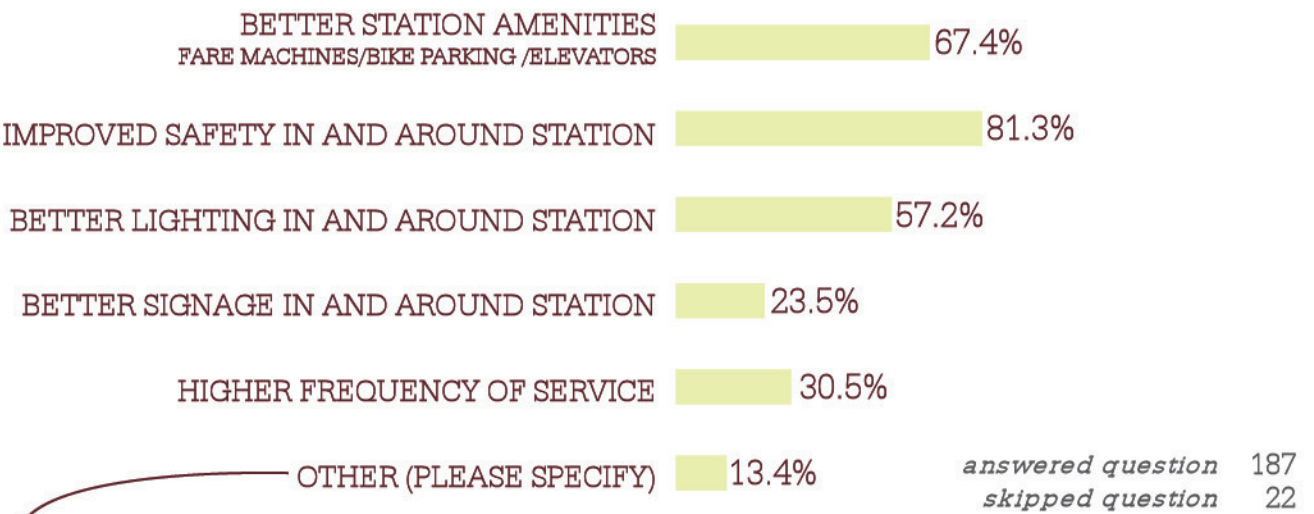 BETTER STATION AMENITIES
FARE MACHINES/BIKE PARKING /ELEVATORS
67.4%
IMPROVED SAFETY IN AND AROUND STATION
81.3%
BETTER LIGHTING IN AND AROUND STATION
57.2%
BETTER SIGNAGE IN AND AROUND STATION
23.5%
HIGHER FREQUENCY OF SERVICE
30.5%
OTHER (PLEASE SPECIFY)
13.4%
answered question 187
skipped question 22